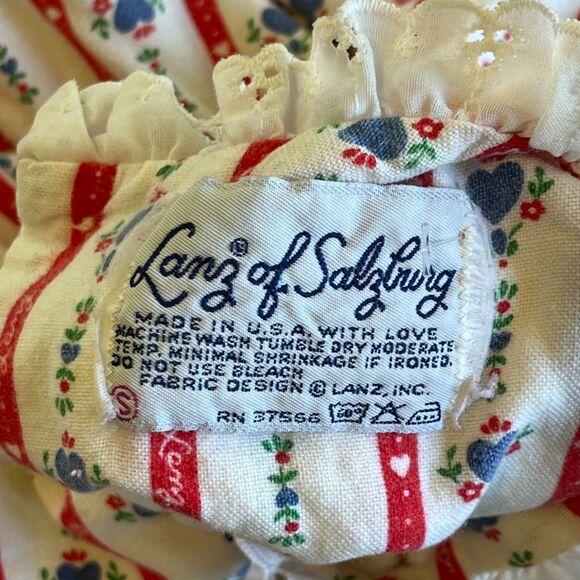 Lanz® of Salzburg
MADE IN U.S.A. WITH LOVE
MACHINE WASH TUMBLE DRY MODERATE
TEMP. MINIMAL SHRINKAGE IF IRONED.
DO NOT USE BLEACH
FABRIC DESIGN © LANZ, INC.
S
RN 37566